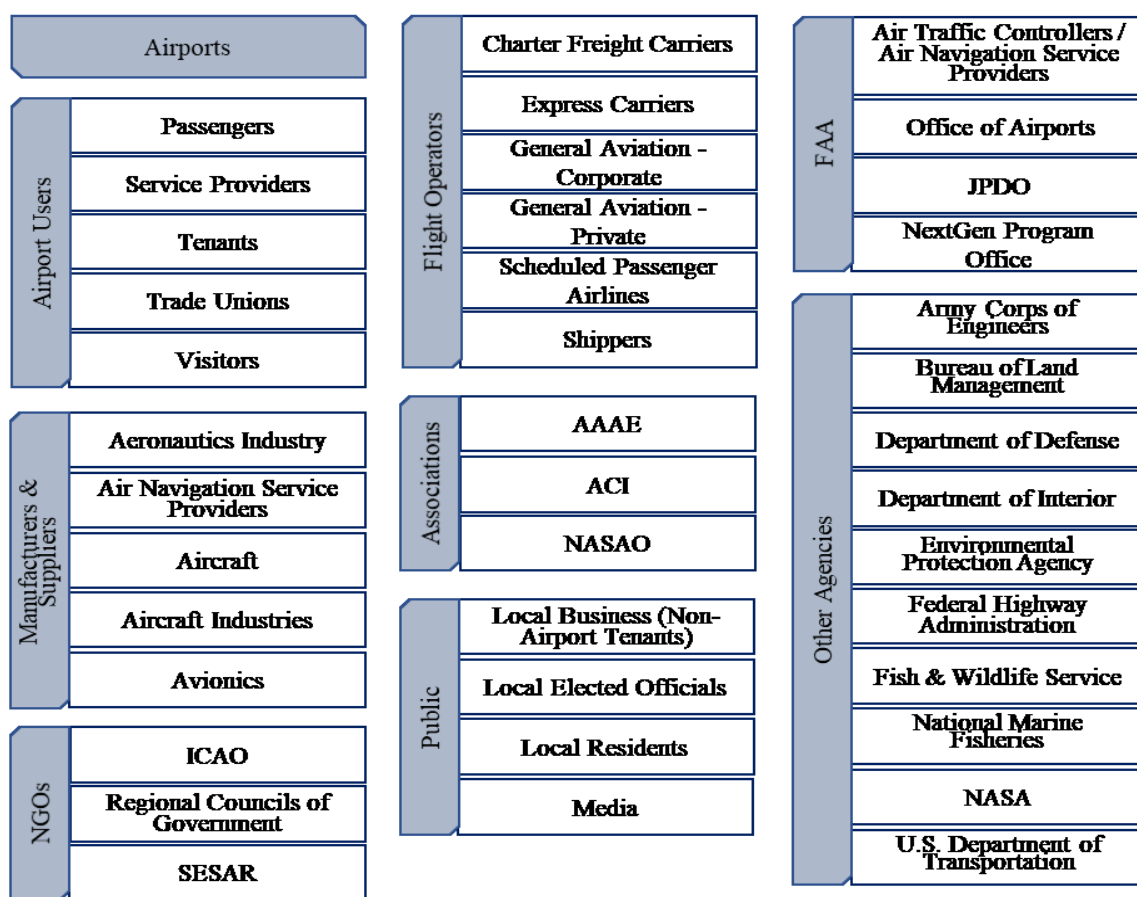 Airports
Airport Users
Passengers
Service Providers
Tenants
Trade Unions
Visitors
Manufacturers &
Suppliers
Aeronautics Industry
Air Navigation Service
Providers
Aircraft
Aircraft Industries
Avionics
NGOs
ICAO
Regional Councils of
Government
SESAR
Flight Operators
Charter Freight Carriers
Express Carriers
General Aviation -
Corporate
General Aviation -
Private
Scheduled Passenger
Airlines
Shippers
Associations
AAAE
ACI
NASAO
Public
Local Business (Non-
Airport Tenants)
Local Elected Officials
Local Residents
Media
FAA
Air Traffic Controllers /
Air Navigation Service
Providers
Office of Airports
JPDO
NextGen Program
Office
Other Agencies
Army Corps of
Engineers
Bureau of Land
Management
Department of Defense
Department of Interior
Environmental
Protection Agency
Federal Highway
Administration
Fish & Wildlife Service
National Marine
Fisheries
NASA
U.S. Department of
Transportation